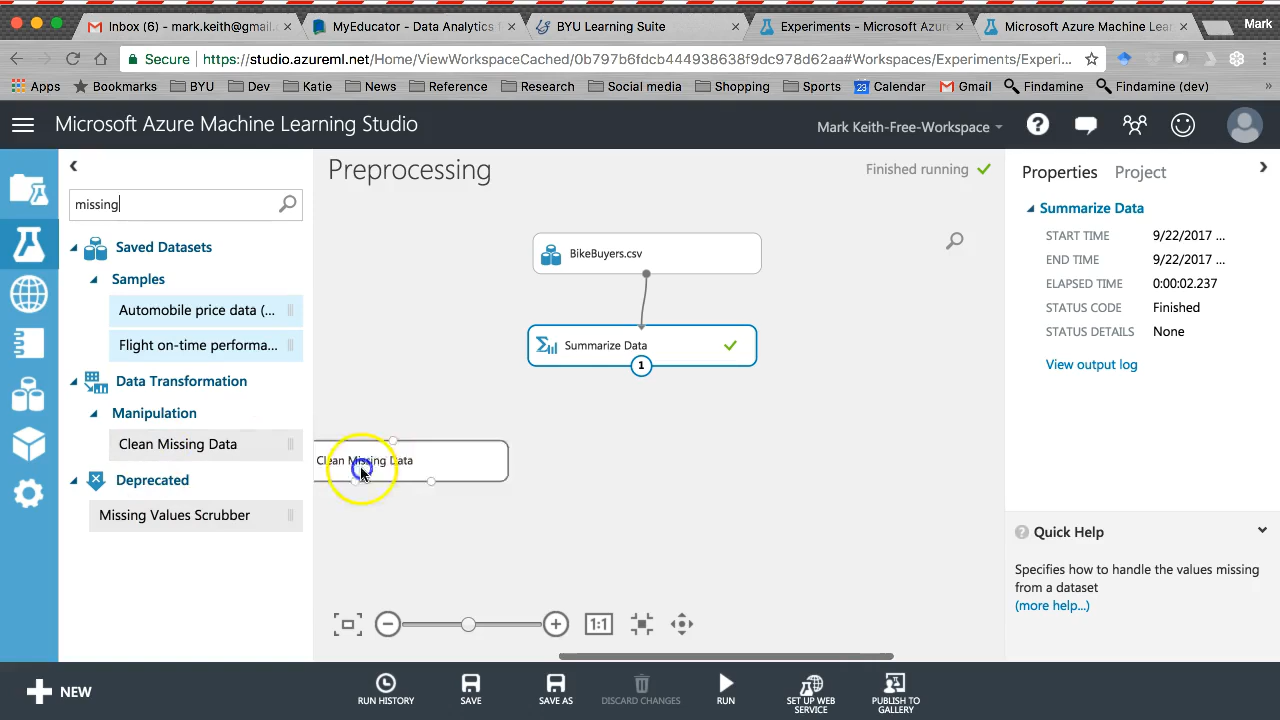 Inbox (6) - mark.keith@gmail.
MyEducator - Data Analytics f
BYU Learning Suite
Experiments - Microsoft Azure
Microsoft Azure Machine Lear
Mark
Secure
https://studio.azureml.net/Home/ViewWorkspaceCached/0b797b6fdcb444938638f9dc978d62aa#Workspaces/Experiments/Experi...
Apps
Bookmarks
BYU
Dev
Katie
News
Reference
Research
Social media
Shopping
Sports
23
Calendar
Gmail
Findamine
Findamine (dev)
»
Microsoft Azure Machine Learning Studio
Mark Keith-Free-Workspace
?
missing
Saved Datasets
Samples
Automobile price data (...
Flight on-time performa...
Data Transformation
Manipulation
Clean Missing Data
Deprecated
Missing Values Scrubber
Preprocessing
Finished running
BikeBuyers.csv
Summarize Data
1
Clean Missing Data
1:1
Properties Project
Summarize Data
START TIME 9/22/2017 ...
END TIME 9/22/2017 ...
ELAPSED TIME 0:00:02.237
STATUS CODE Finished
STATUS DETAILS None
View output log
? Quick Help
Specifies how to handle the values missing
from a dataset
(more help...)
NEW
RUN HISTORY
SAVE
SAVE AS
DISCARD CHANGES
RUN
SET UP WEB
SERVICE
PUBLISH TO
GALLERY